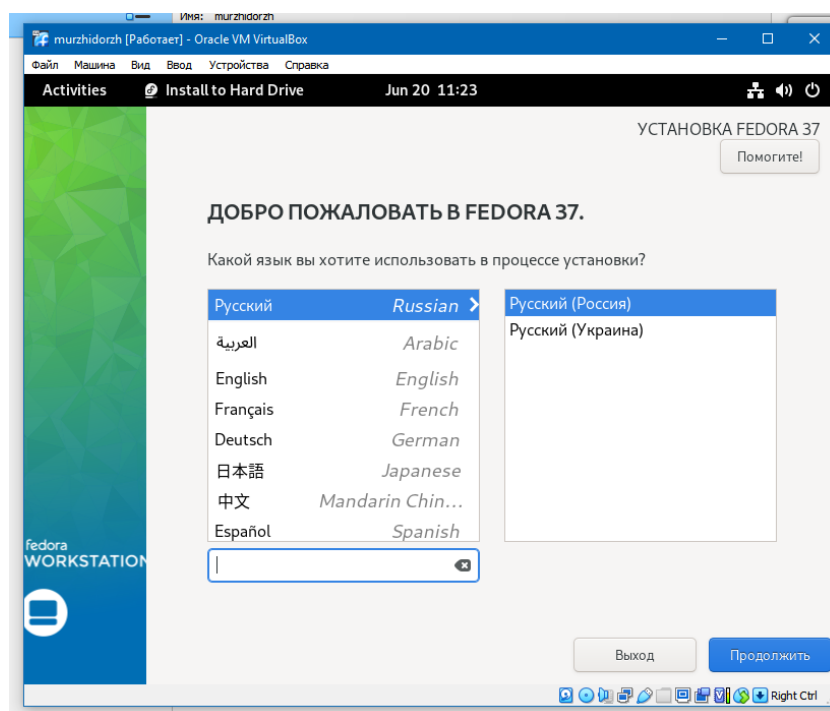 Имя: murzhidorzh
murzhidorzh [Работает] - Oracle VM VirtualBox
Файл Машина Вид Ввод Устройства Справка
Activities Install to Hard Drive Jun 20 11:23
УСТАНОВКА FEDORA 37
Помогите!
ДОБРО ПОЖАЛОВАТЬ В FEDORA 37.
Какой язык вы хотите использовать в процессе установки?
Русский Russian
العربية Arabic
English English
Français French
Deutsch German
日本語 Japanese
中文 Mandarin Chin...
Español Spanish
Русский (Россия)
Русский (Украина)
fedora
WORKSTATION
Выход Продолжить
Right Ctrl